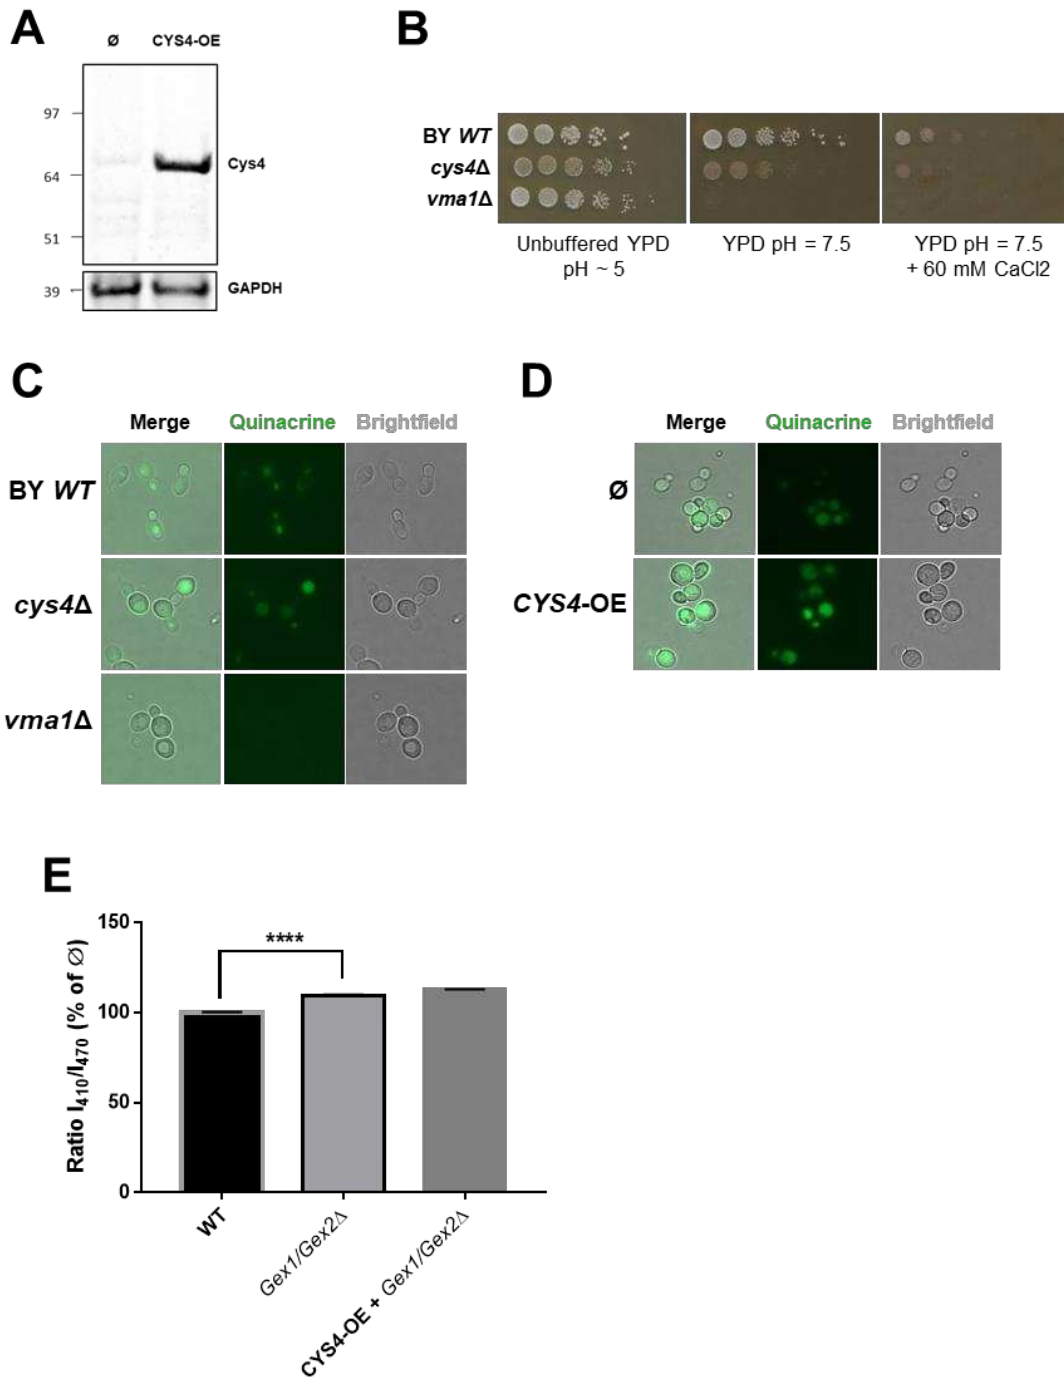 A
Ø CYS4-OE
97
64
51
39
Cys4
GAPDH
B
BY WT
cys4Δ
vma1Δ
Unbuffered YPD
pH ~ 5
YPD pH = 7.5
YPD pH = 7.5
+ 60 mM CaCl2
C
Merge Quinacrine Brightfield
BY WT
cys4Δ
vma1Δ
D
Merge Quinacrine Brightfield
Ø
CYS4-OE
E
Ratio I410/I470 (% of Ø)
150
100
50
0
****
WT
Gex1/Gex2Δ
CYS4-OE + Gex1/Gex2Δ